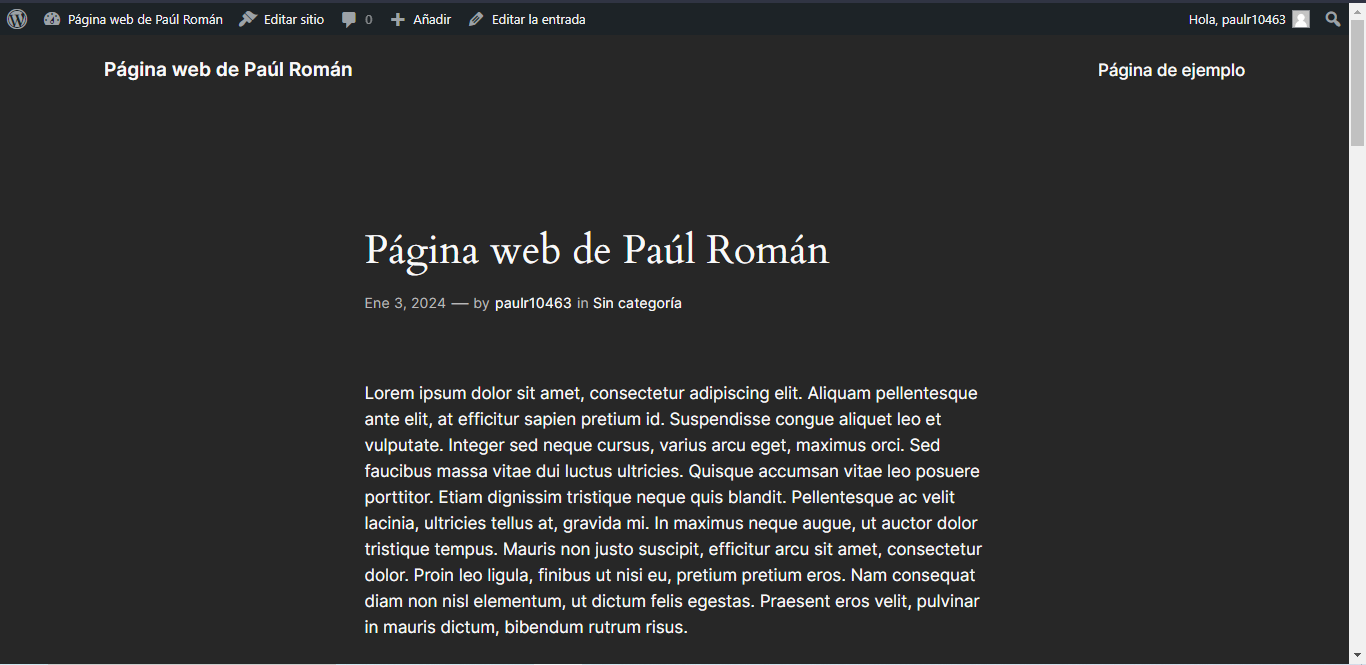 Página web de Paúl Román Editar sitio 0 Añadir Editar la entrada Hola, paulr10463
Página web de Paúl Román Página de ejemplo
Página web de Paúl Román
Ene 3, 2024 — by paulr10463 in Sin categoría
Lorem ipsum dolor sit amet, consectetur adipiscing elit. Aliquam pellentesque
ante elit, at efficitur sapien pretium id. Suspendisse congue aliquet leo et
vulputate. Integer sed neque cursus, varius arcu eget, maximus orci. Sed
faucibus massa vitae dui luctus ultricies. Quisque accumsan vitae leo posuere
porttitor. Etiam dignissim tristique neque quis blandit. Pellentesque ac velit
lacinia, ultricies tellus at, gravida mi. In maximus neque augue, ut auctor dolor
tristique tempus. Mauris non justo suscipit, efficitur arcu sit amet, consectetur
dolor. Proin leo ligula, finibus ut nisi eu, pretium pretium eros. Nam consequat
diam non nisl elementum, ut dictum felis egestas. Praesent eros velit, pulvinar
in mauris dictum, bibendum rutrum risus.